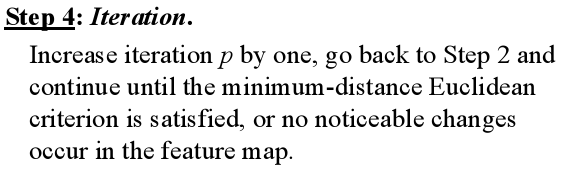 Step 4: Iteration.
Increase iteration p by one, go back to Step 2 and
continue until the minimum-distance Euclidean
criterion is satisfied, or no noticeable changes
occur in the feature map.